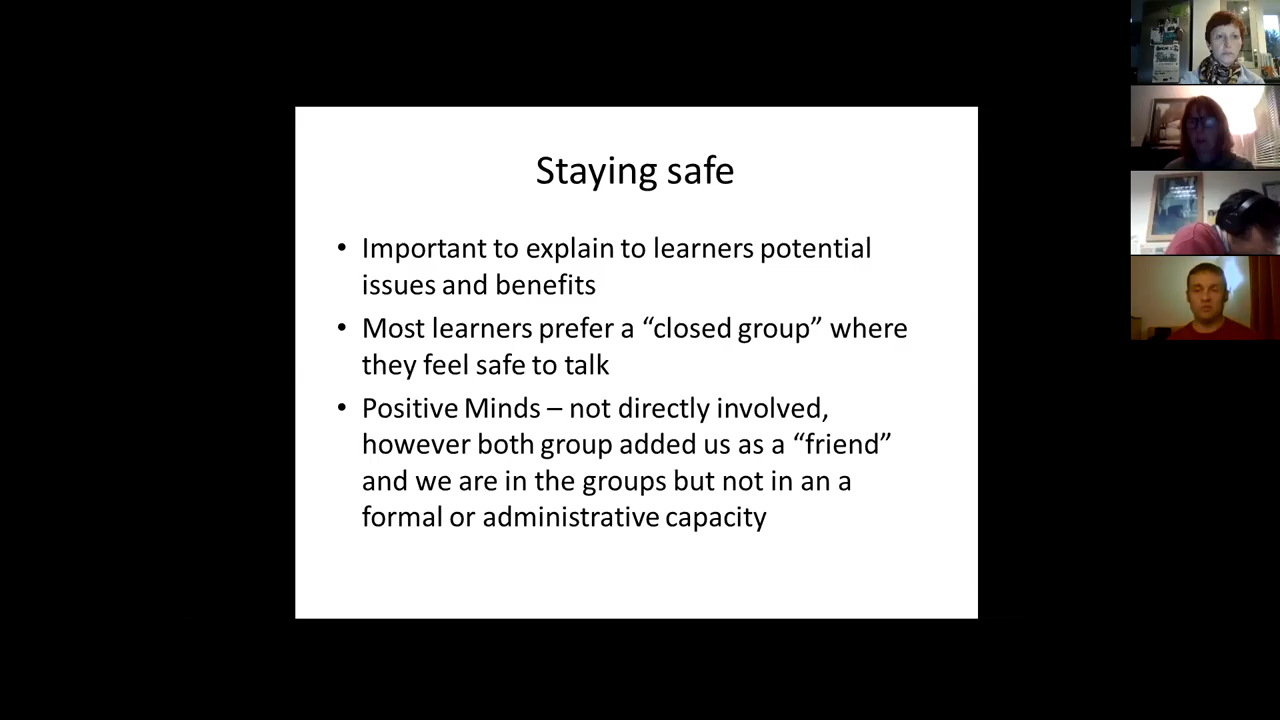 Staying safe
• Important to explain to learners potential
issues and benefits
• Most learners prefer a “closed group” where
they feel safe to talk
• Positive Minds – not directly involved,
however both group added us as a “friend”
and we are in the groups but not in an a
formal or administrative capacity